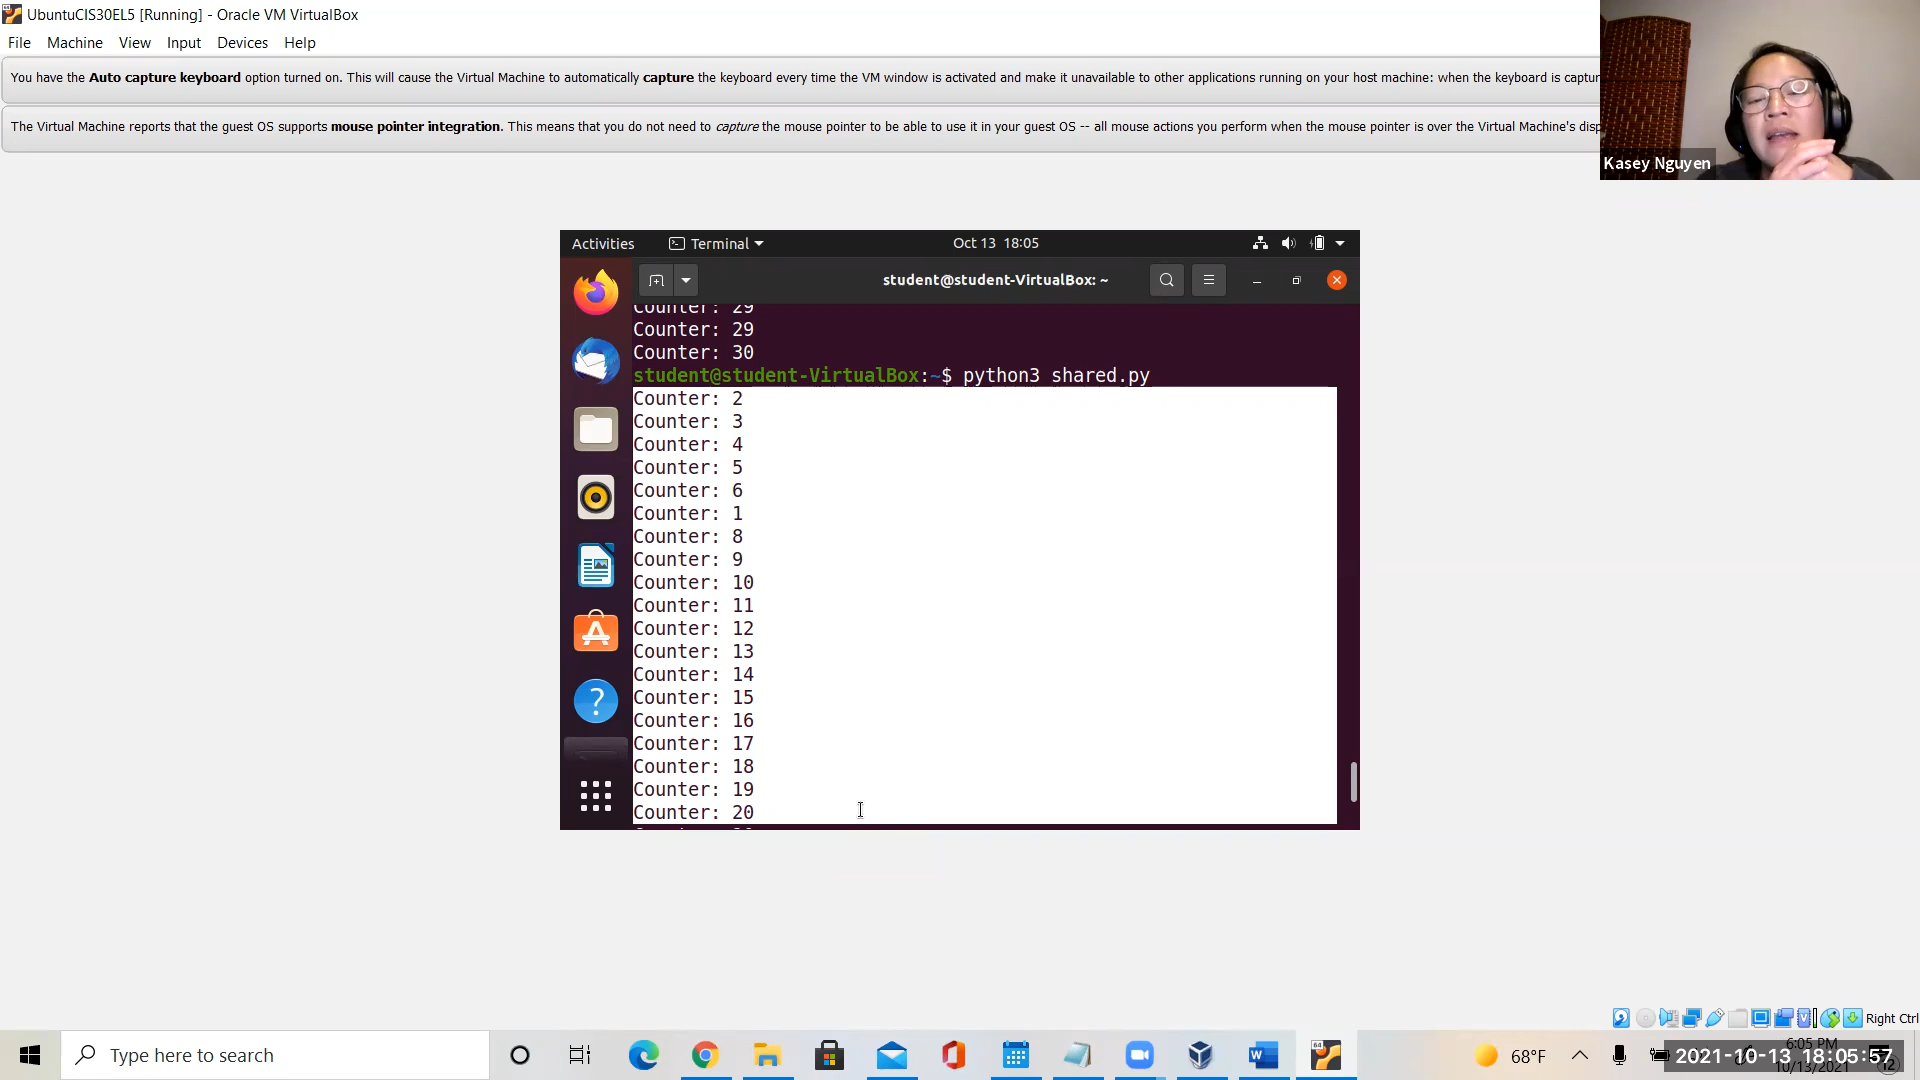 UbuntuCIS30EL5 [Running] - Oracle VM VirtualBox
File Machine View Input Devices Help
You have the Auto capture keyboard option turned on. This will cause the Virtual Machine to automatically capture the keyboard every time the VM window is activated and make it unavailable to other applications running on your host machine: when the keyboard is captur
The Virtual Machine reports that the guest OS supports mouse pointer integration. This means that you do not need to capture the mouse pointer to be able to use it in your guest OS -- all mouse actions you perform when the mouse pointer is over the Virtual Machine's disp
Kasey Nguyen
Activities Terminal Oct 13 18:05
student@student-VirtualBox: ~
Counter: 29
Counter: 29
Counter: 30
student@student-VirtualBox:~$ python3 shared.py
Counter: 2
Counter: 3
Counter: 4
Counter: 5
Counter: 6
Counter: 1
Counter: 8
Counter: 9
Counter: 10
Counter: 11
Counter: 12
Counter: 13
Counter: 14
Counter: 15
Counter: 16
Counter: 17
Counter: 18
Counter: 19
Counter: 20
Right Ctrl
Type here to search
68°F
6:05 PM
2021-10-13 18:05:57
10/13/2021
12